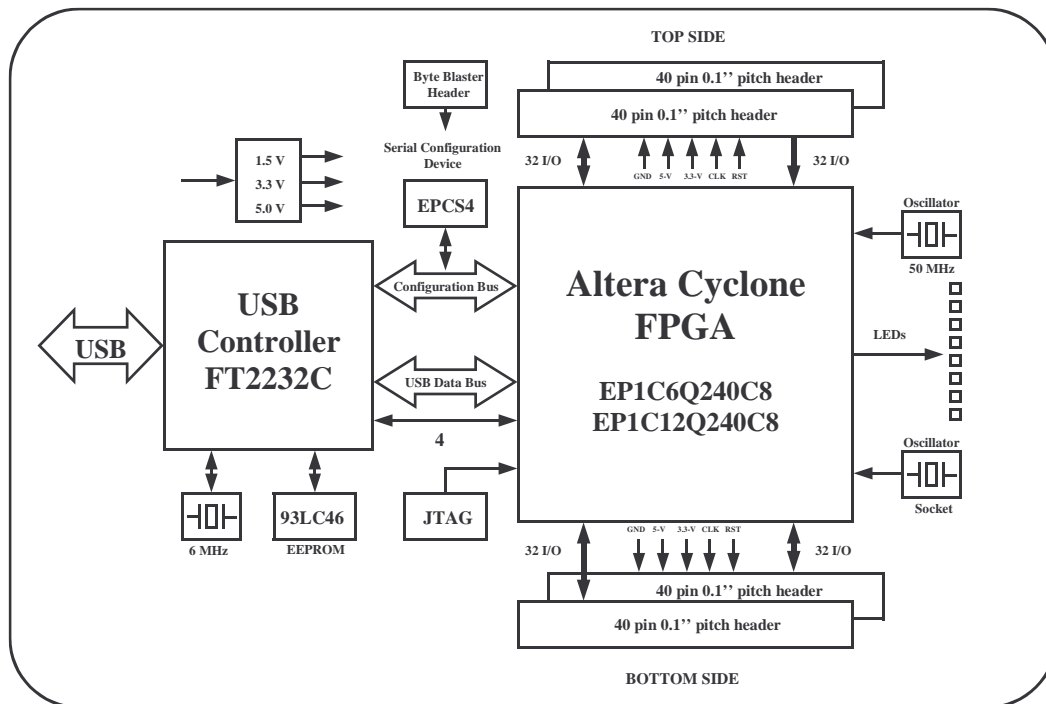 TOP SIDE
40 pin 0.1’’ pitch header
40 pin 0.1’’ pitch header
Byte Blaster
Header
Serial Configuration
Device
32 I/O
GND 5-V 3.3-V CLK RST
32 I/O
1.5 V
3.3 V
5.0 V
EPCS4
Oscillator
50 MHz
USB
Controller
FT2232C
Configuration Bus
Altera Cyclone
FPGA
USB
LEDs
USB Data Bus
EP1C6Q240C8
EP1C12Q240C8
4
Oscillator
Socket
6 MHz
93LC46
EEPROM
JTAG
32 I/O
GND 5-V 3.3-V CLK RST
32 I/O
40 pin 0.1’’ pitch header
40 pin 0.1’’ pitch header
BOTTOM SIDE